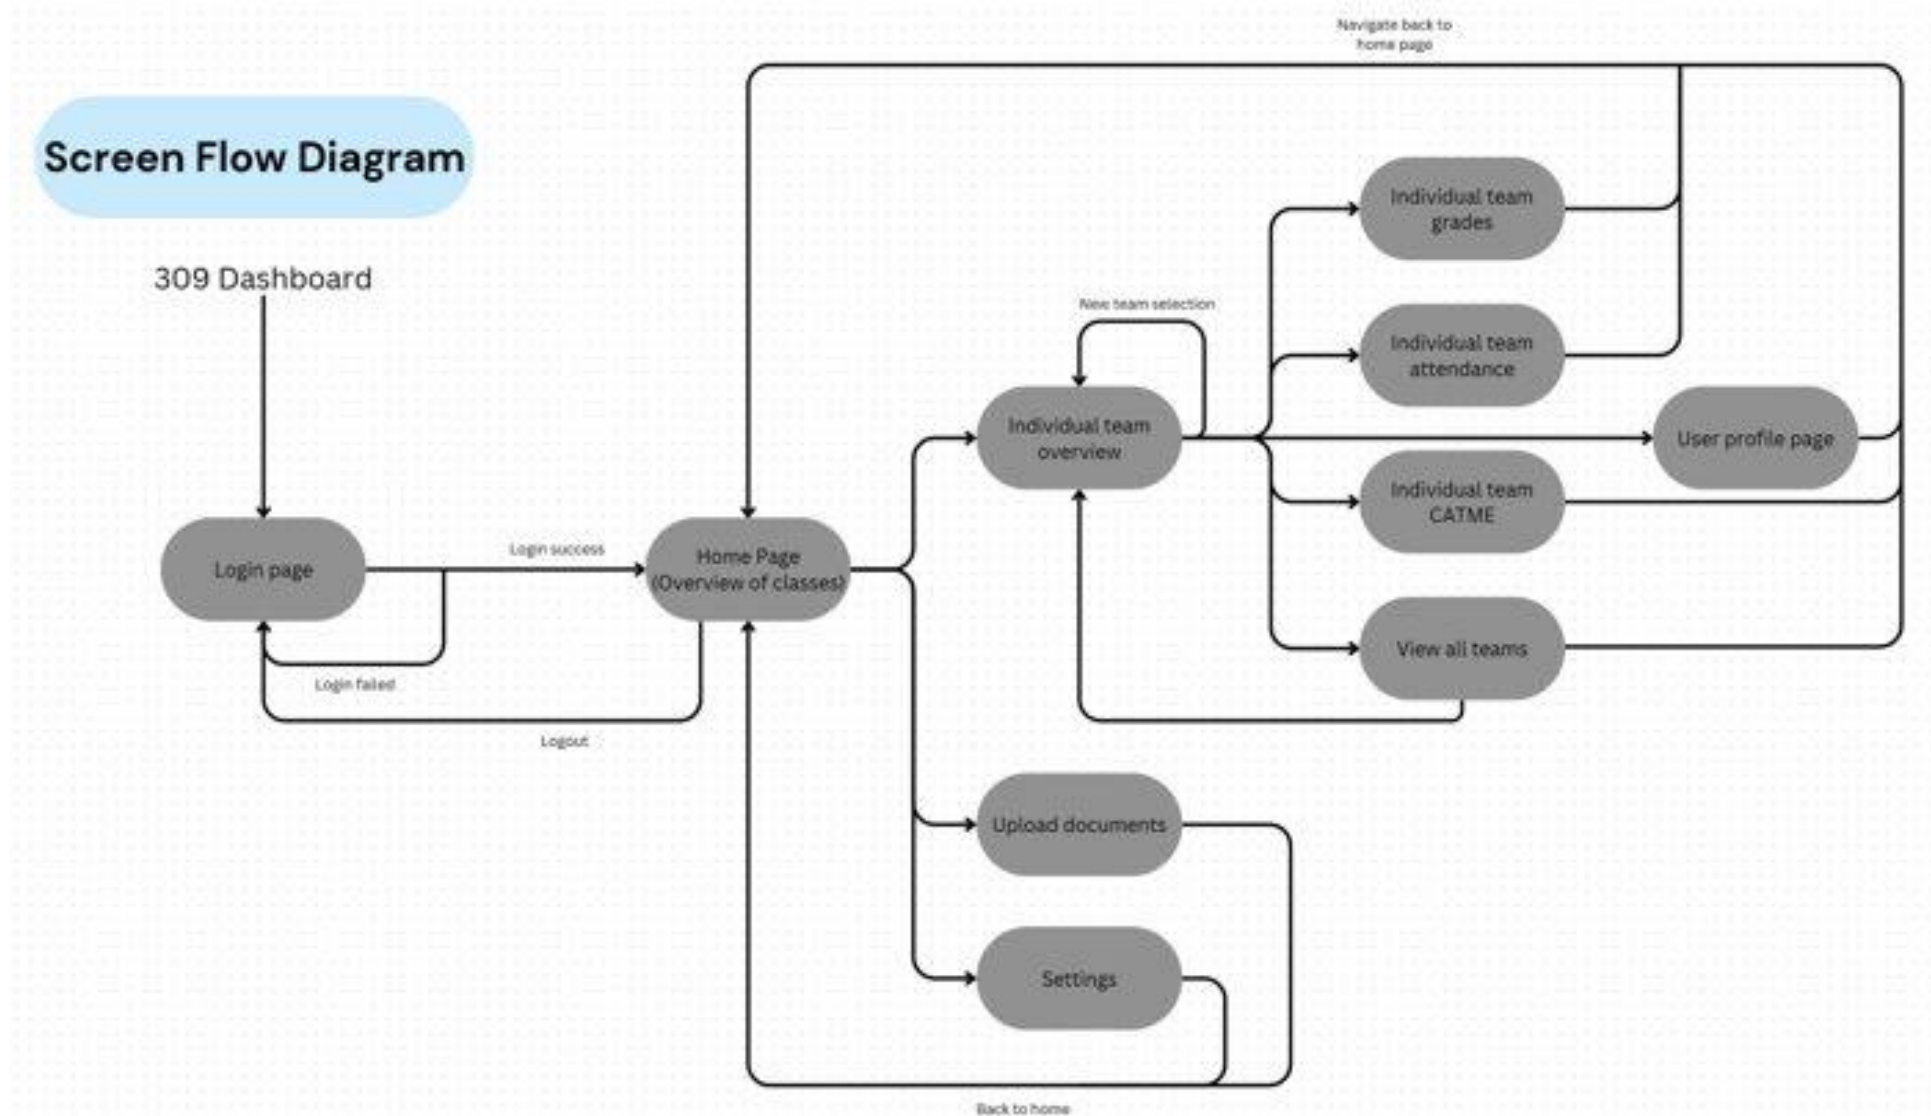 Navigate back to
home page
Screen Flow Diagram
309 Dashboard
Individual team
grades
New team selection
Individual team
attendance
Individual team
overview
User profile page
Individual team
CATME
Login success
Login page
Home Page
(Overview of classes)
View all teams
Login failed
Logout
Upload documents
Settings
Back to home